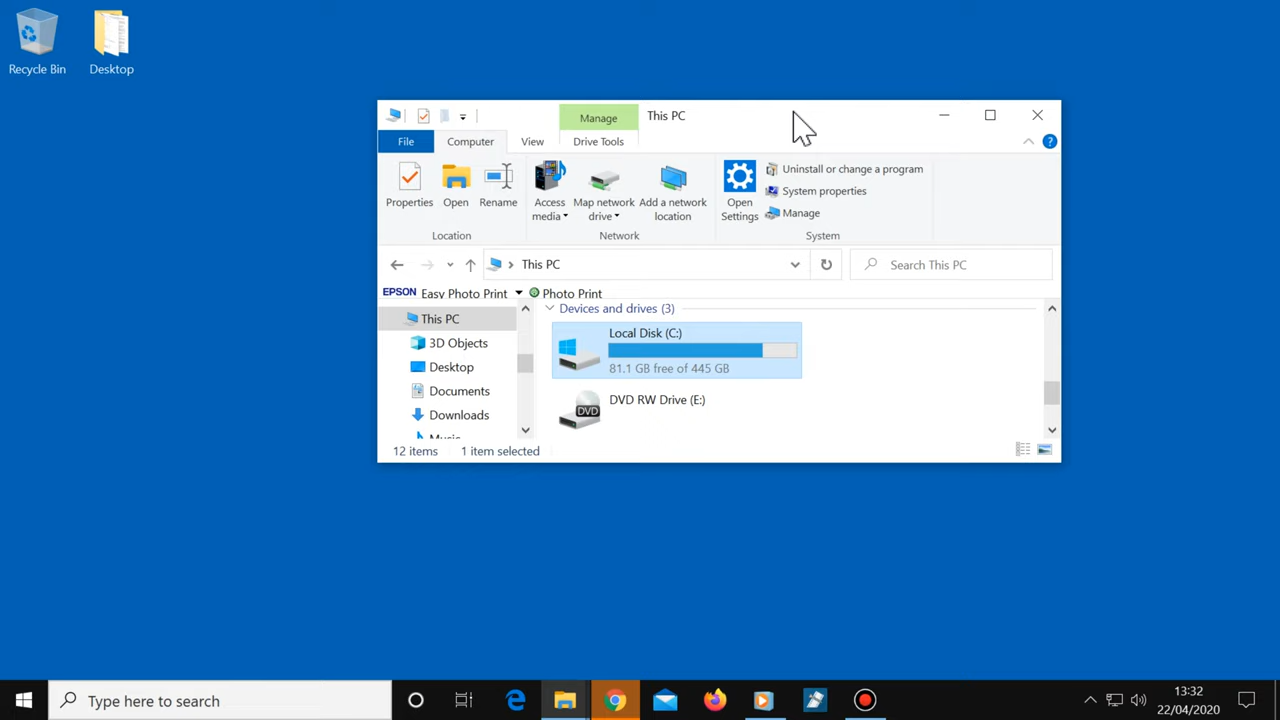 Recycle Bin
Desktop
Manage
This PC
File
Computer
View
Drive Tools
Properties
Open
Rename
Access media
Map network drive
Add a network location
Open Settings
Uninstall or change a program
System properties
Manage
Location
Network
System
This PC
Search This PC
EPSON Easy Photo Print
Photo Print
This PC
3D Objects
Desktop
Documents
Downloads
Music
Devices and drives (3)
Local Disk (C:)
81.1 GB free of 445 GB
DVD
DVD RW Drive (E:)
12 items
1 item selected
Type here to search
13:32
22/04/2020